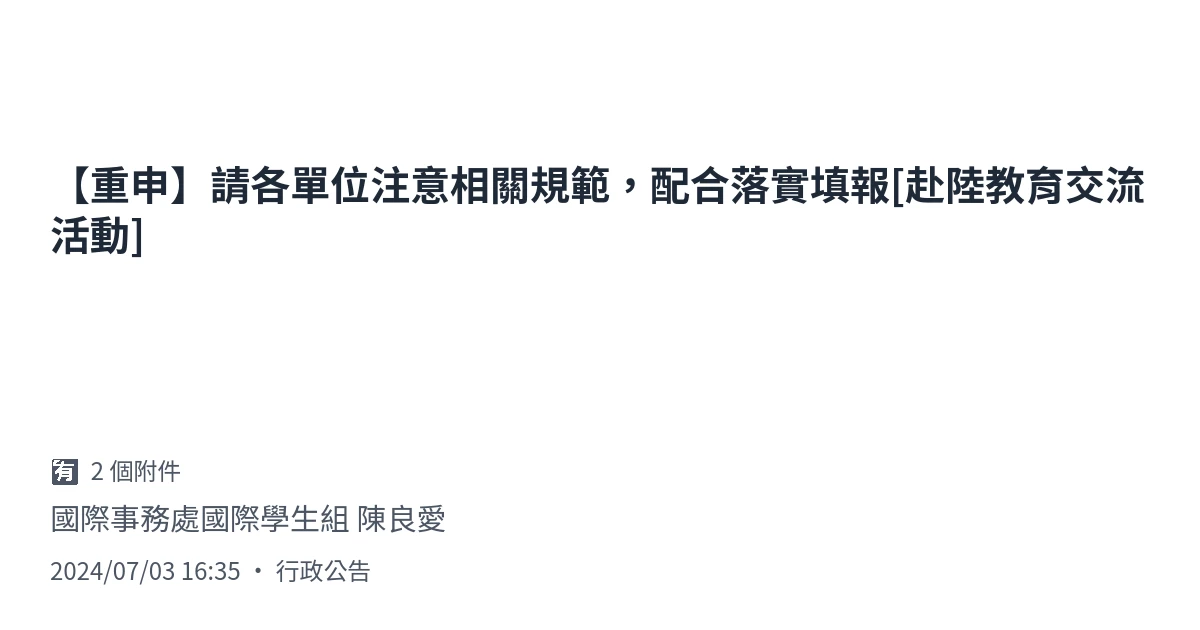 【重申】請各單位注意相關規範，配合落實填報[赴陸教育交流
活動]
🈶 2 個附件
國際事務處國際學生組 陳良愛
2024/07/03 16:35 ・ 行政公告